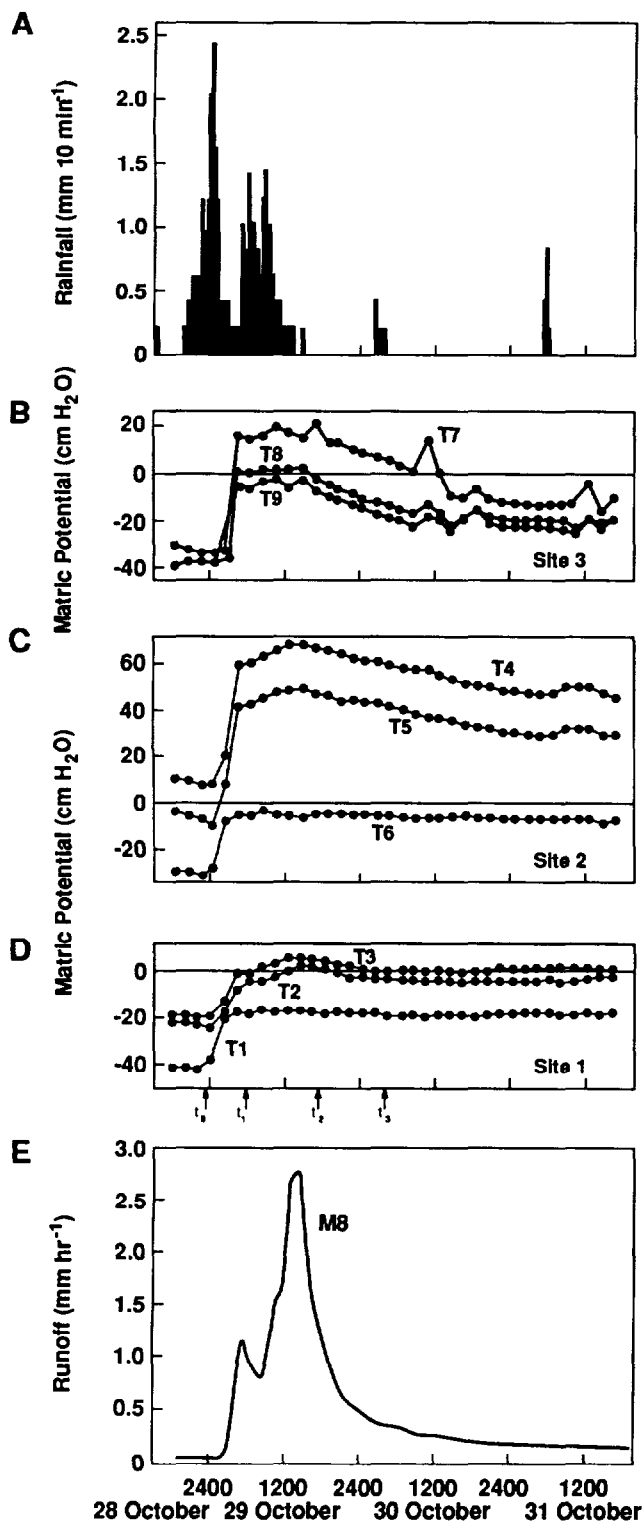 A
Rainfall (mm 10 min-1)
2.5
2.0
1.5
1.0
0.5
0
B
Matric Potential (cm H2O)
20
0
-20
-40
T7
T8
T9
Site 3
C
Matric Potential (cm H2O)
60
40
20
0
-20
T4
T5
T6
Site 2
D
0
-20
-40
T3
T2
T1
Site 1
t0 t1 t2 t3
E
Runoff (mm hr-1)
3.0
2.5
2.0
1.5
1.0
0.5
0
M8
2400 1200 2400 1200 2400 1200
28 October 29 October 30 October 31 October